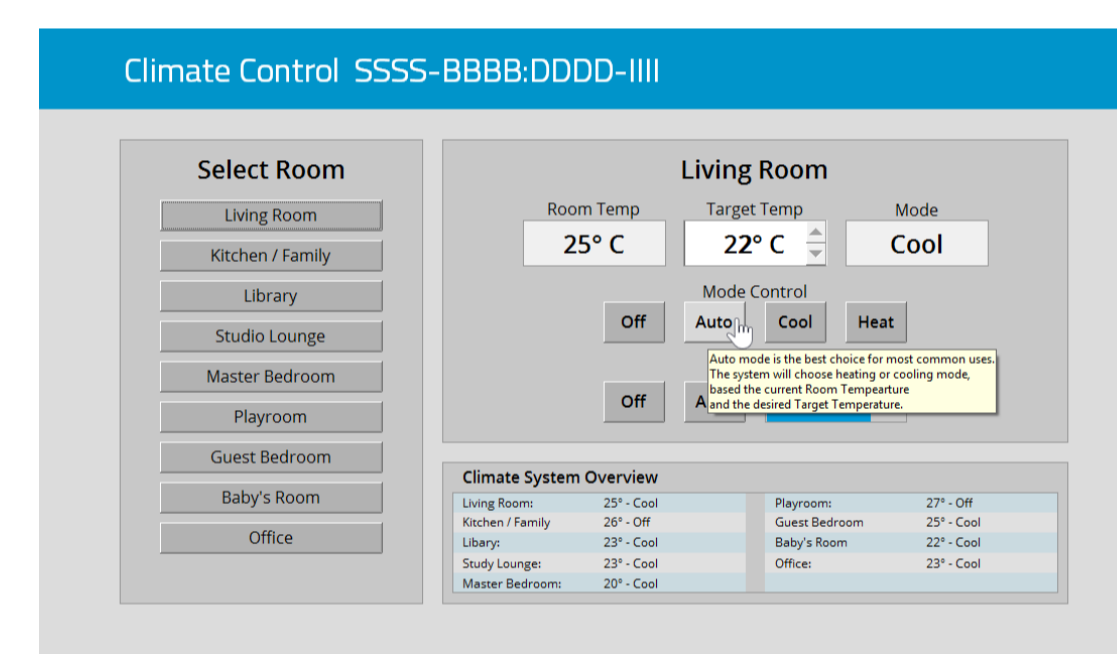 Climate Control SSSS-BBBB:DDDD-IIII
Select Room
Living Room
Kitchen / Family
Library
Studio Lounge
Master Bedroom
Playroom
Guest Bedroom
Baby's Room
Office
Living Room
Room Temp Target Temp Mode
25° C 22° C Cool
Mode Control
Off Auto Cool Heat
Auto mode is the best choice for most common uses.
The system will choose heating or cooling mode,
based the current Room Tempearture
and the desired Target Temperature.
Off
Climate System Overview
Living Room: 25° - Cool Playroom: 27° - Off
Kitchen / Family 26° - Off Guest Bedroom 25° - Cool
Libary: 23° - Cool Baby's Room 22° - Cool
Study Lounge: 23° - Cool Office: 23° - Cool
Master Bedroom: 20° - Cool